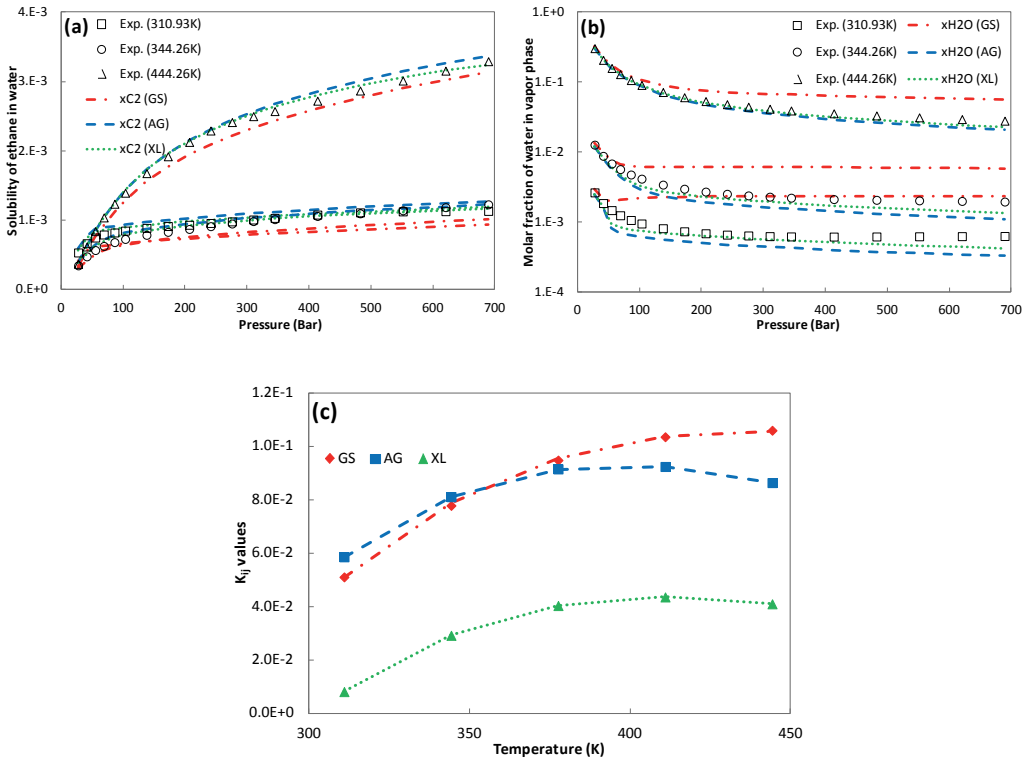 (a)
Solubility of ethane in water
4.E-3
3.E-3
2.E-3
1.E-3
0.E+0
Exp. (310.93K)
Exp. (344.26K)
Exp. (444.26K)
xC2 (GS)
xC2 (AG)
xC2 (XL)
0 100 200 300 400 500 600 700
Pressure (Bar)
(b)
Molar fraction of water in vapor phase
1.E+0
1.E-1
1.E-2
1.E-3
1.E-4
Exp. (310.93K) xH2O (GS)
Exp. (344.26K) xH2O (AG)
Exp. (444.26K) xH2O (XL)
0 100 200 300 400 500 600 700
Pressure (Bar)
(c)
Kij values
1.2E-1
1.0E-1
8.0E-2
6.0E-2
4.0E-2
2.0E-2
0.0E+0
GS AG XL
300 350 400 450
Temperature (K)